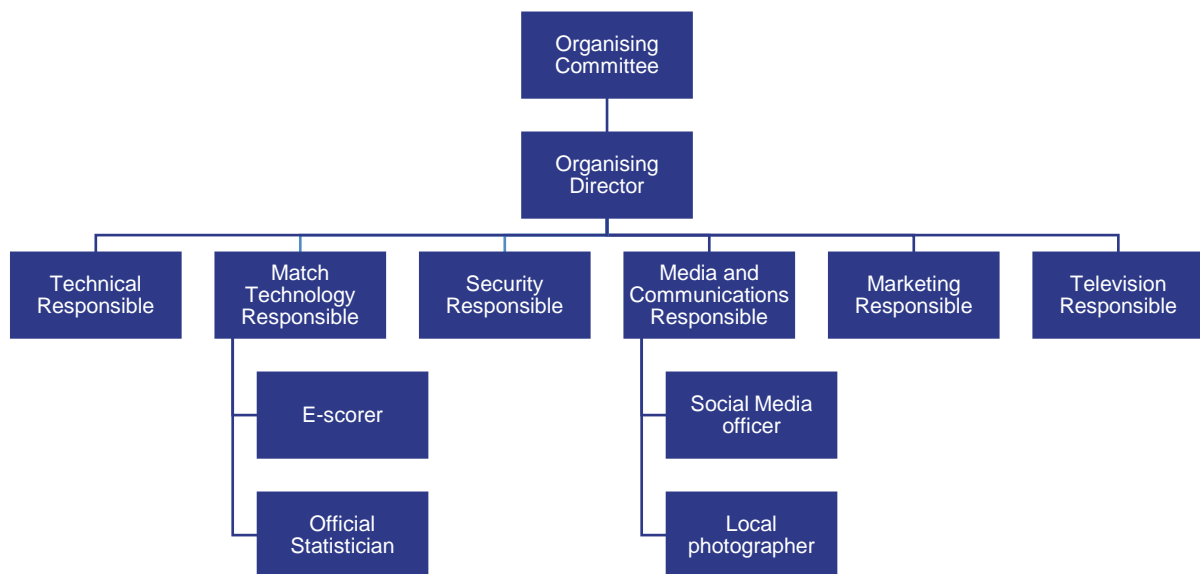 Organising
Committee
Organising
Director
Technical
Responsible
Match
Technology
Responsible
Security
Responsible
Media and
Communications
Responsible
Marketing
Responsible
Television
Responsible
E-scorer
Social Media
officer
Official
Statistician
Local
photographer